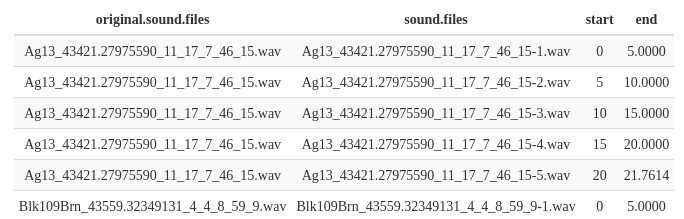 original.sound.files sound.files start end
Ag13_43421.27975590_11_17_7_46_15.wav Ag13_43421.27975590_11_17_7_46_15-1.wav 0 5.0000
Ag13_43421.27975590_11_17_7_46_15.wav Ag13_43421.27975590_11_17_7_46_15-2.wav 5 10.0000
Ag13_43421.27975590_11_17_7_46_15.wav Ag13_43421.27975590_11_17_7_46_15-3.wav 10 15.0000
Ag13_43421.27975590_11_17_7_46_15.wav Ag13_43421.27975590_11_17_7_46_15-4.wav 15 20.0000
Ag13_43421.27975590_11_17_7_46_15.wav Ag13_43421.27975590_11_17_7_46_15-5.wav 20 21.7614
Blk109Brn_43559.32349131_4_4_8_59_9.wav Blk109Brn_43559.32349131_4_4_8_59_9-1.wav 0 5.0000